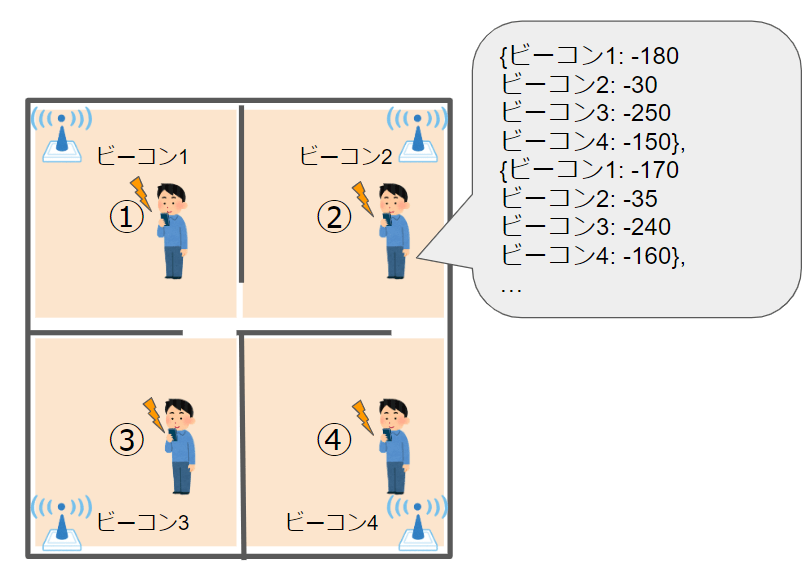 {ビーコン1: -180
ビーコン2: -30
ビーコン3: -250
ビーコン4: -150},
{ビーコン1: -170
ビーコン2: -35
ビーコン3: -240
ビーコン4: -160},
…
ビーコン1
ビーコン2
①
②
③
④
ビーコン3
ビーコン4